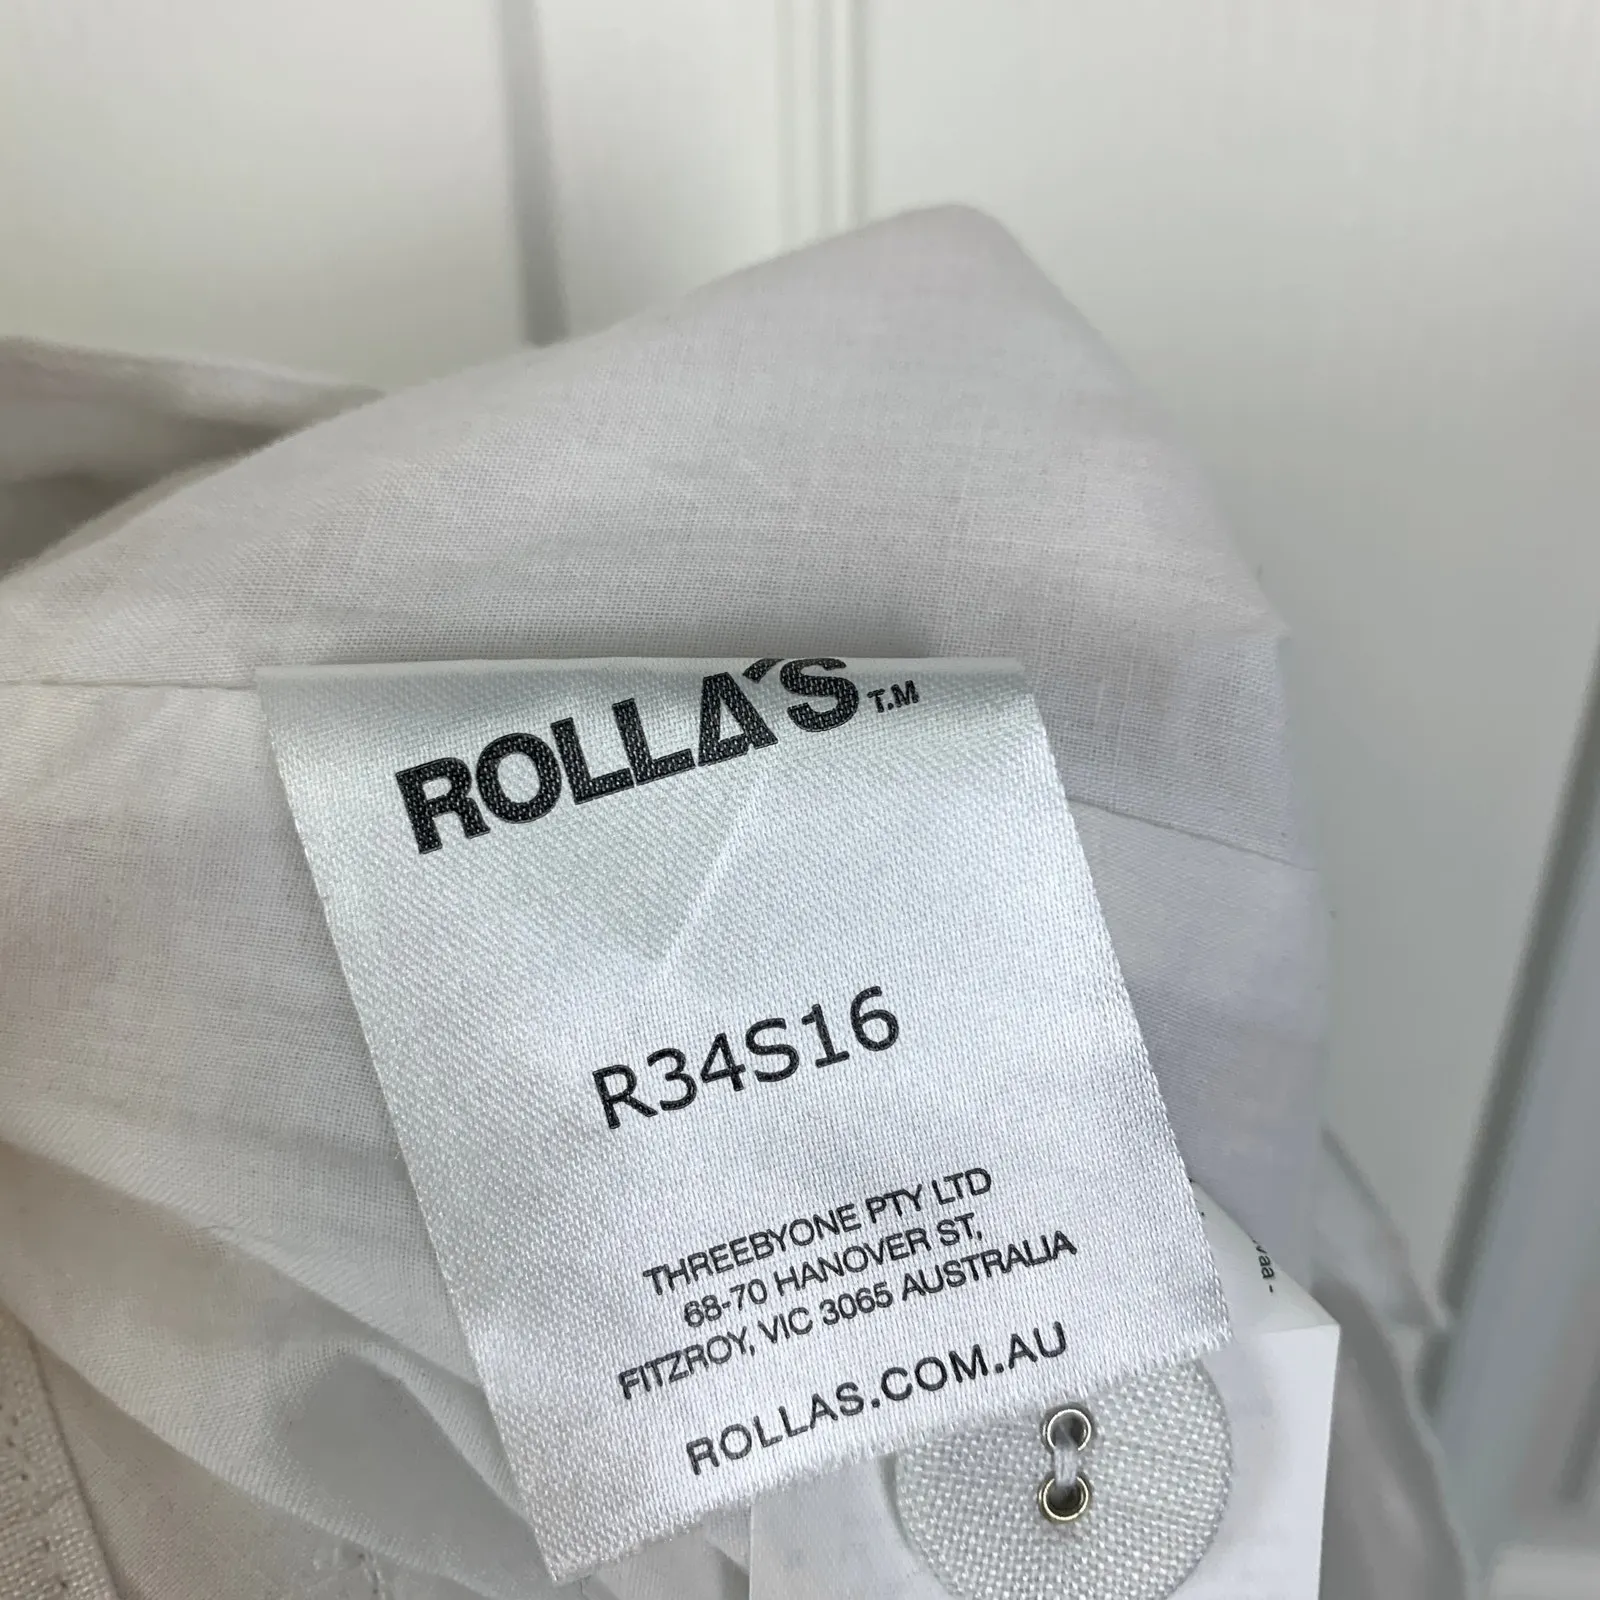 ROLLA'S T.M
R34S16
THREEBYONE PTY LTD
68-70 HANOVER ST,
FITZROY, VIC 3065 AUSTRALIA
ROLLAS.COM.AU